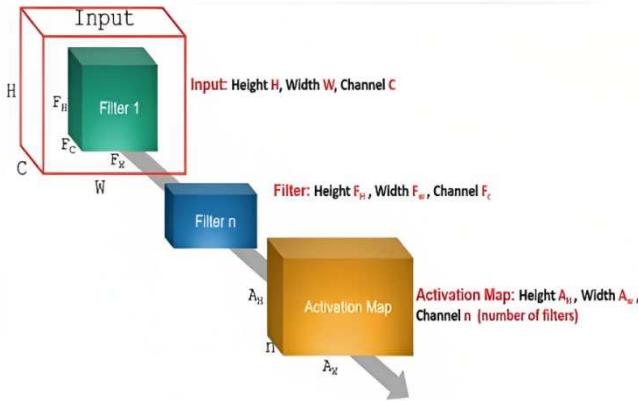 Input
H
F_H
Filter 1
Input: Height H, Width W, Channel C
F_C
F_W
C
W
Filter: Height F_H , Width F_w, Channel F_c
Filter n
A_H
Activation Map
Activation Map: Height A_H , Width A_w ,
Channel n (number of filters)
n
A_W